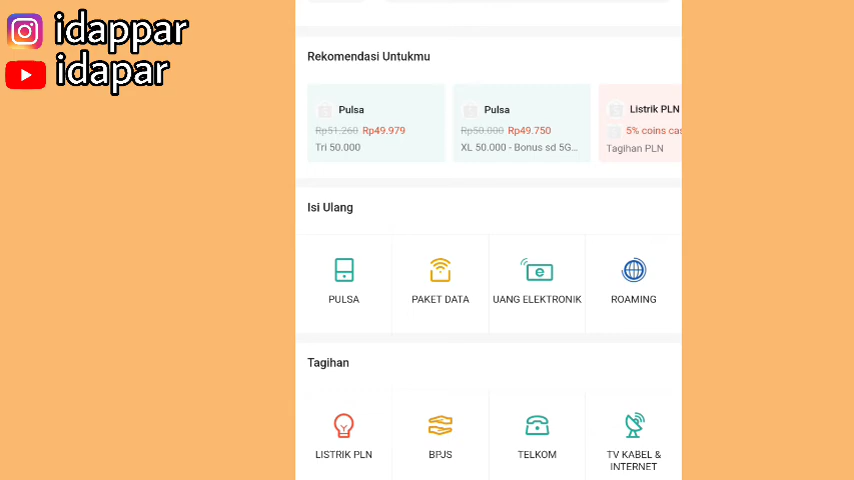 idappar
idapar
Rekomendasi Untukmu
Pulsa
Rp51.260 Rp49.979
Tri 50.000
Pulsa
Rp50.000 Rp49.750
XL 50.000 - Bonus sd 5G...
Listrik PLN
5% coins cas
Tagihan PLN
Isi Ulang
PULSA
PAKET DATA
UANG ELEKTRONIK
ROAMING
Tagihan
LISTRIK PLN
BPJS
TELKOM
TV KABEL &
INTERNET